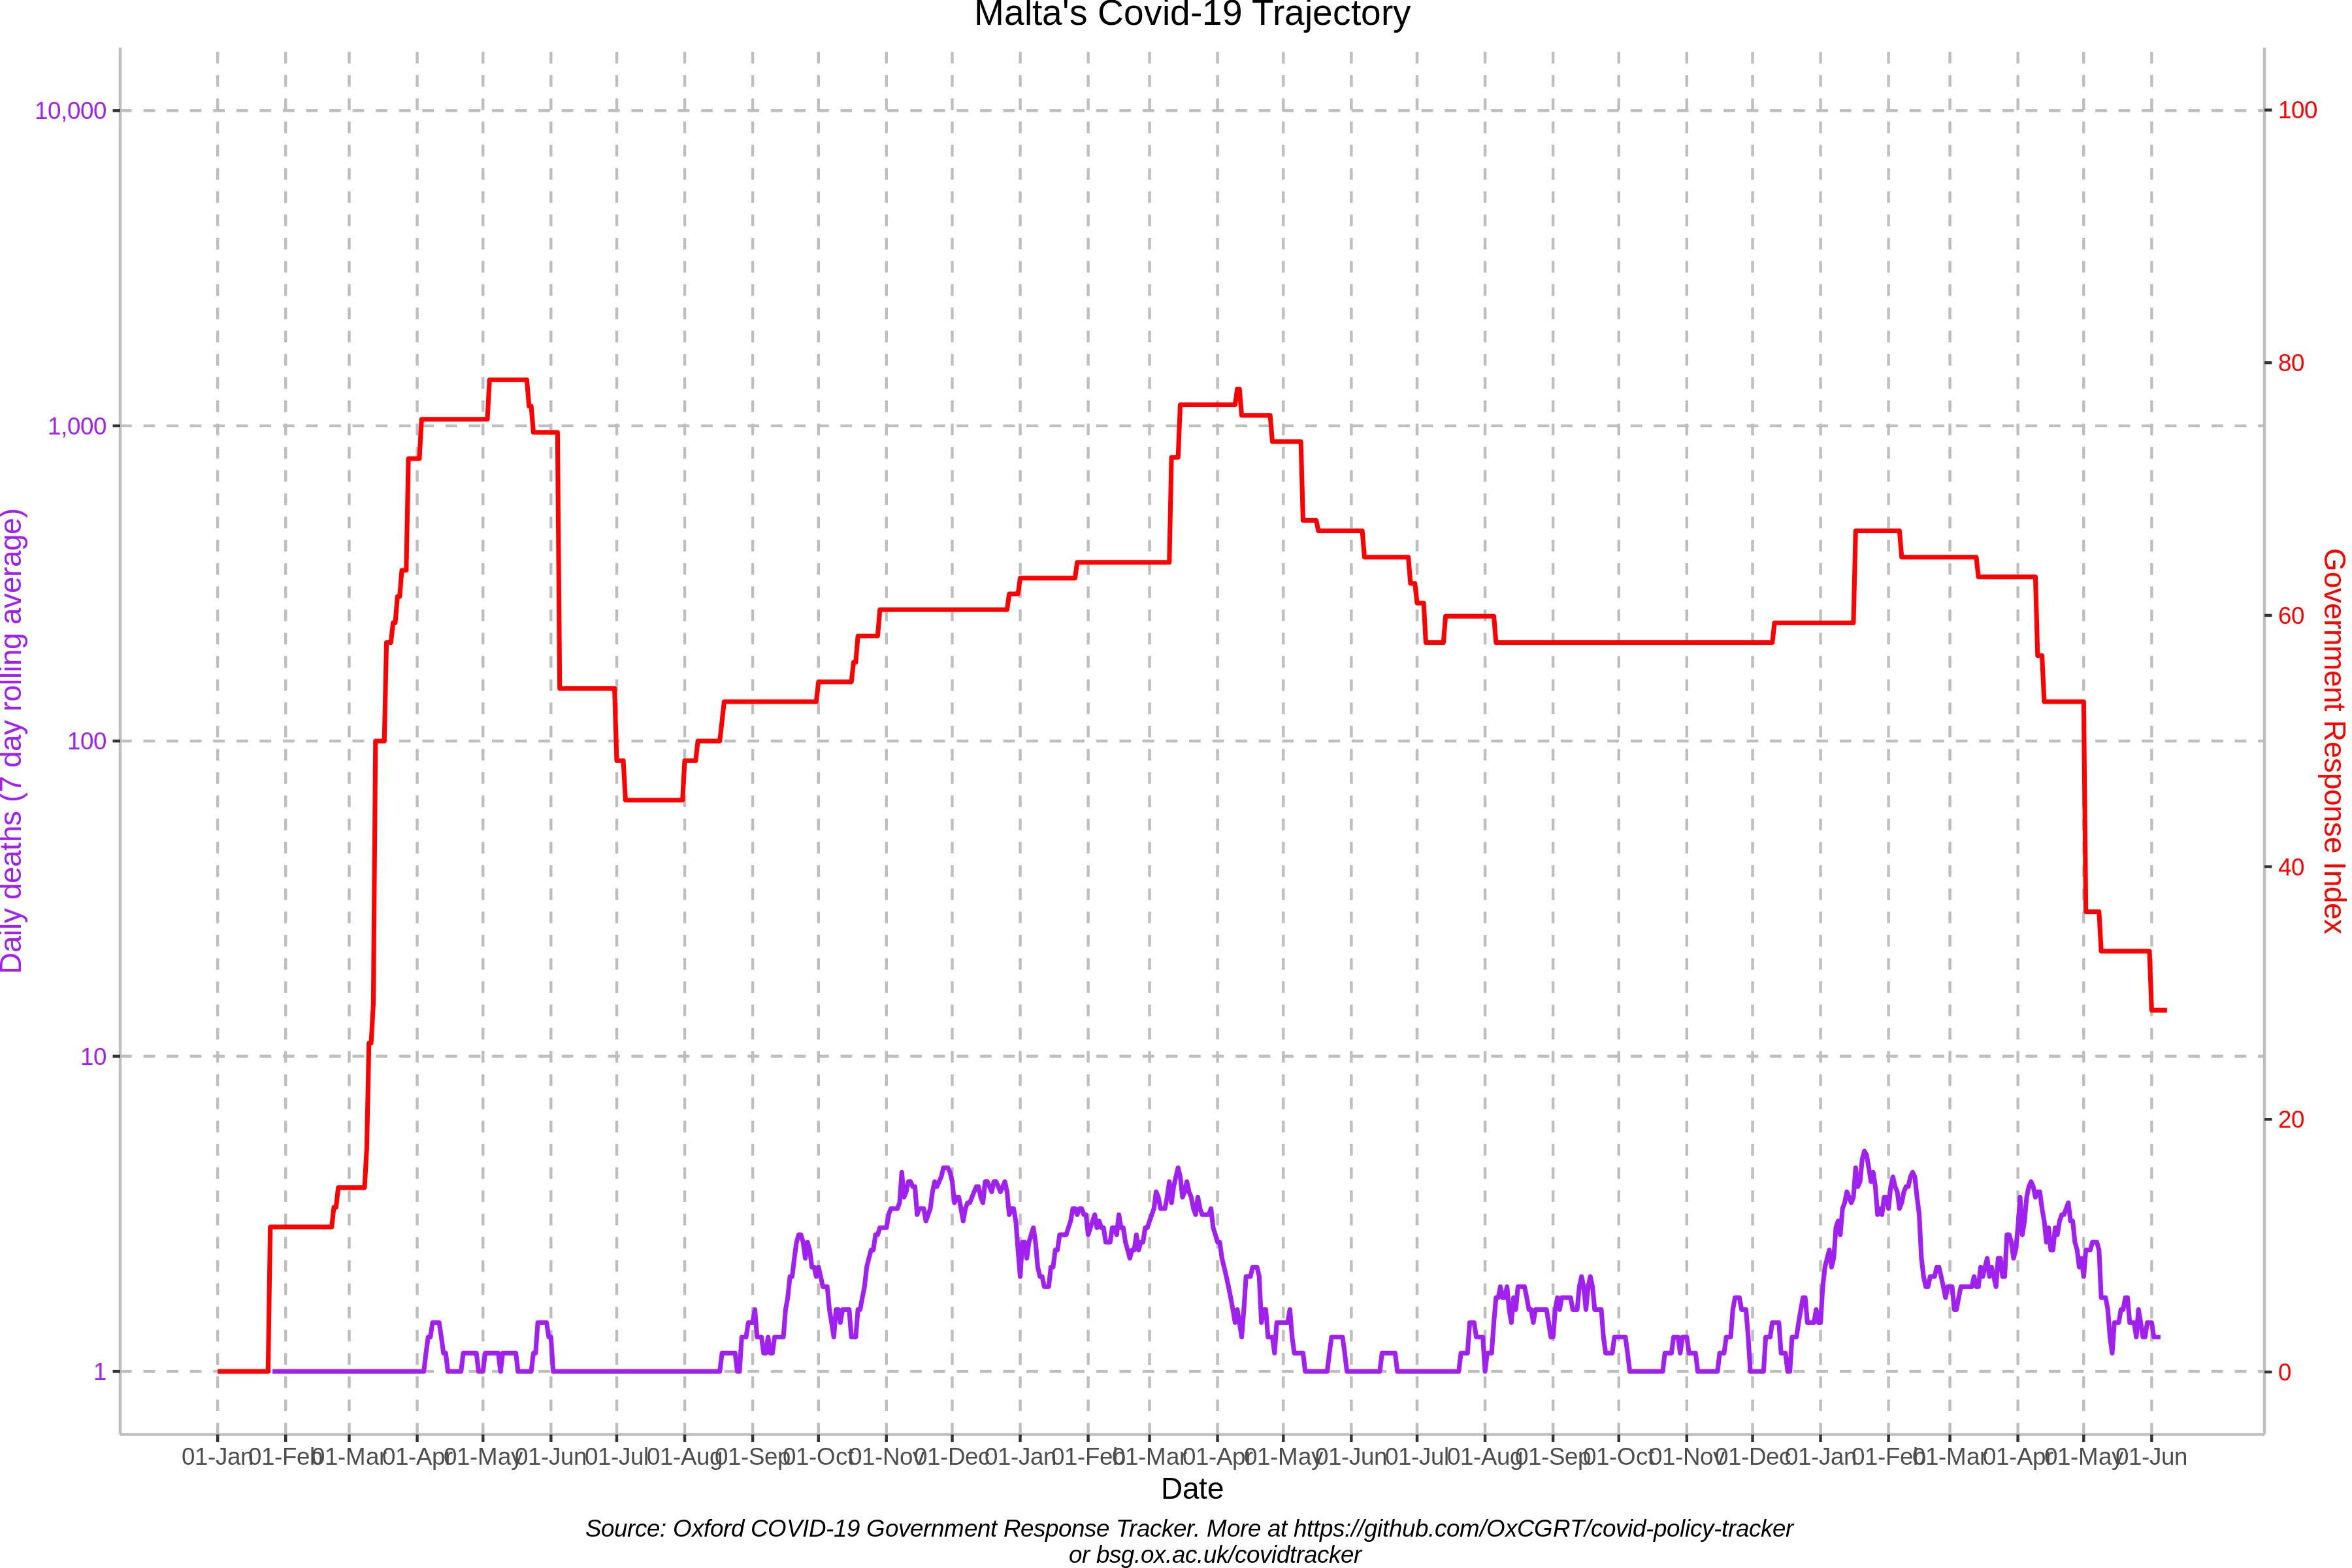 Malta's Covid-19 Trajectory
10,000
1,000
100
10
1
Daily deaths (7 day rolling average)
100
80
60
40
20
0
Government Response Index
01-Jan 01-Feb 01-Mar 01-Apr 01-May 01-Jun 01-Jul 01-Aug 01-Sep 01-Oct 01-Nov 01-Dec 01-Jan 01-Feb 01-Mar 01-Apr 01-May 01-Jun 01-Jul 01-Aug 01-Sep 01-Oct 01-Nov 01-Dec 01-Jan 01-Feb 01-Mar 01-Apr 01-May 01-Jun
Date
Source: Oxford COVID-19 Government Response Tracker. More at https://github.com/OxCGRT/covid-policy-tracker
or bsg.ox.ac.uk/covidtracker